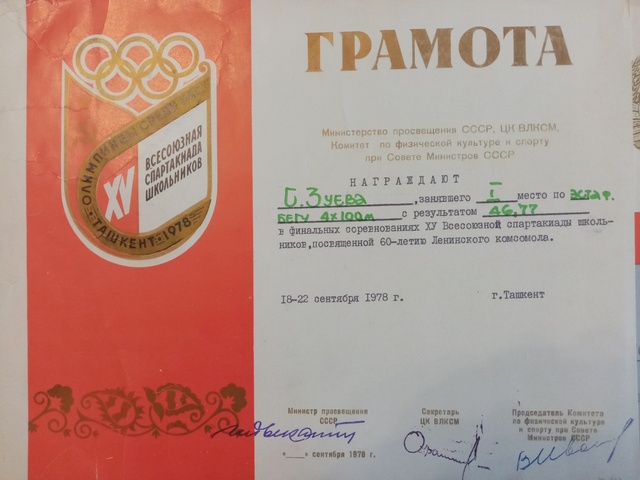 ГРАМОТА
Министерство просвещения СССР, ЦК ВЛКСМ,
Комитет по физической культуре и спорту
при Совете Министров СССР
НАГРАЖДАЮТ
С. Зуева ,занявшего I место по эстаф.
бегу 4х100м с результатом 46,77
в финальных соревнованиях ХУ Всесоюзной спартакиады школь-
ников,посвященной 60-летию Ленинского комсомола.
18-22 сентября 1978 г. г.Ташкент
Министр просвещения
СССР
"___" сентября 1978 г.
Секретарь
ЦК ВЛКСМ
Председатель Комитета
по физической культуре
и спорту при Совете
Министров СССР
XV
ВСЕСОЮЗНАЯ
СПАРТАКИАДА
ШКОЛЬНИКОВ
ТАШКЕНТ·1978